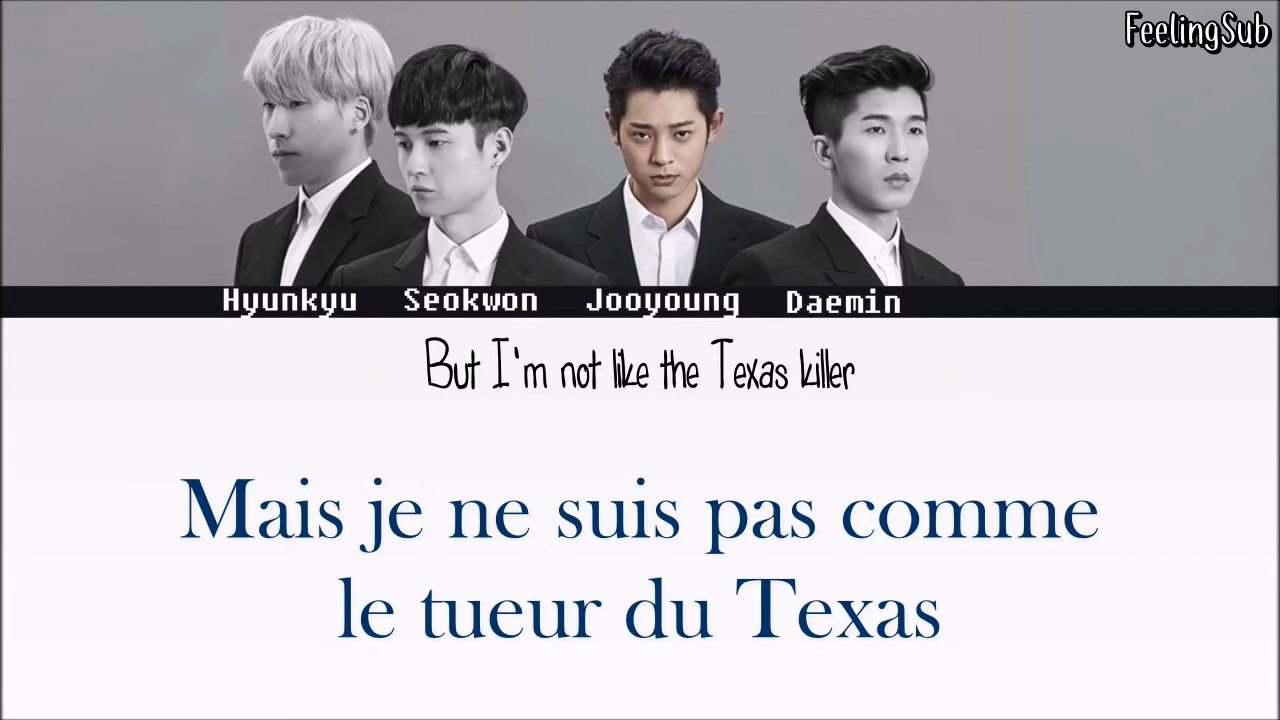 FeelingSub
Hyunkyu Seokwon Jooyoung Daemin
But I'm not like the Texas killer
Mais je ne suis pas comme
le tueur du Texas